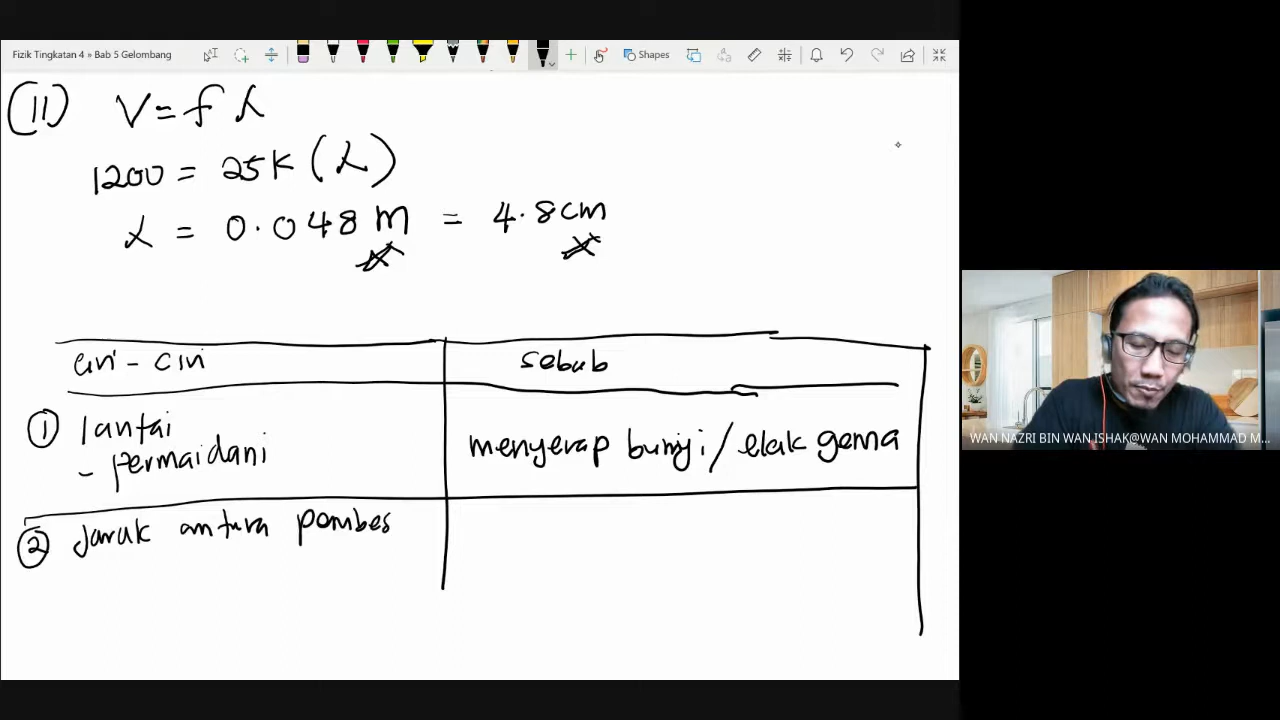 Fizik Tingkatan 4 » Bab 5 Gelombang
Shapes
(11) V = f λ
1200 = 25K (λ)
λ = 0.048 m = 4.8cm
ciri - ciri
sebab
① lantai
- permaidani
menyerap bunyi / elak gema
② Jarak antara pembesar
WAN NAZRI BIN WAN ISHAK@WAN MOHAMMAD M...